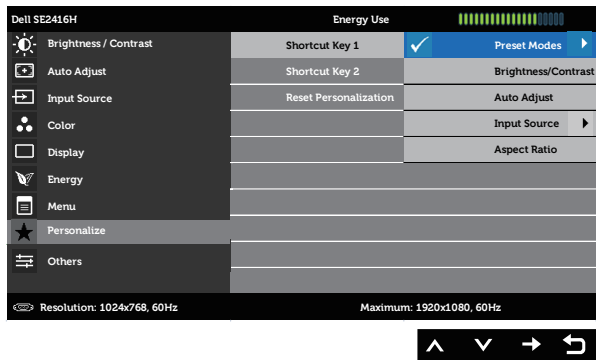 Dell SE2416H Energy Use
Brightness / Contrast Shortcut Key 1 Preset Modes
Auto Adjust Shortcut Key 2 Brightness/Contrast
Input Source Reset Personalization Auto Adjust
Color Input Source
Display Aspect Ratio
Energy
Menu
Personalize
Others
Resolution: 1024x768, 60Hz Maximum: 1920x1080, 60Hz